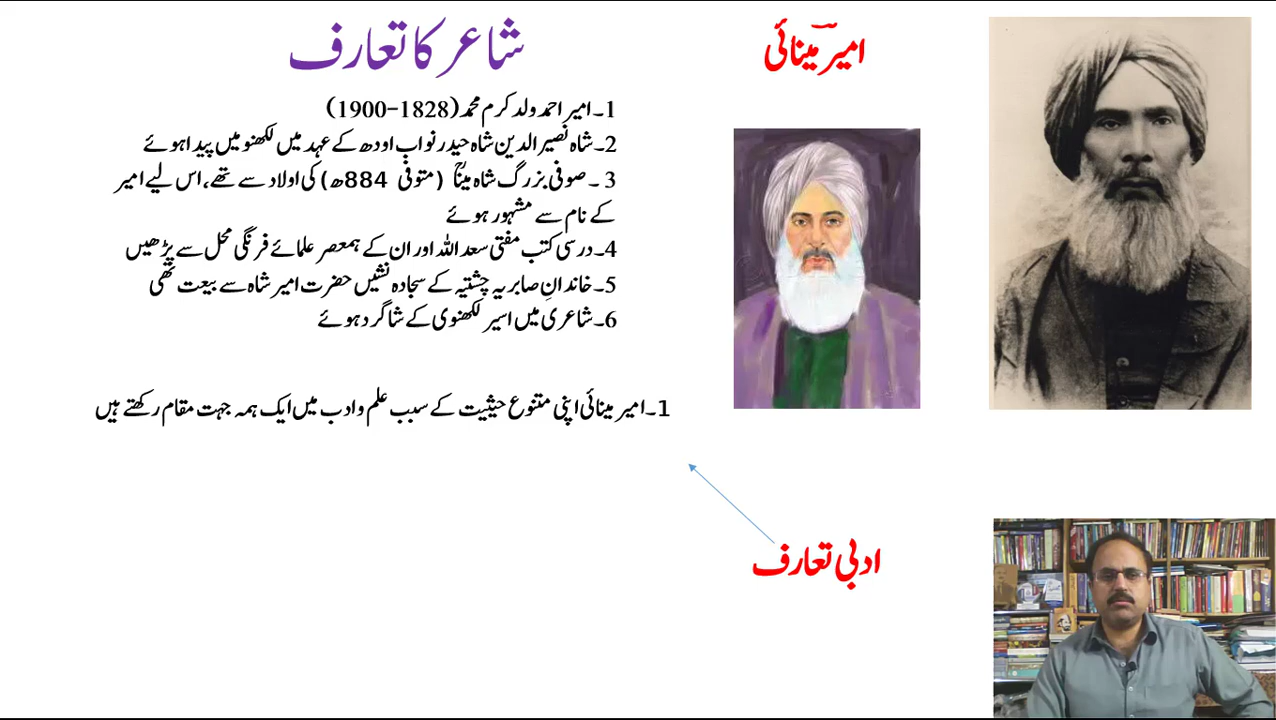 شاعر کا تعارف
امیرؔ مینائی
1۔امیر احمد ولد کرم محمد(1828-1900)
2۔شاہ نصیر الدین شاہ حیدر نواب اودھ کے عہد میں لکھنو میں پیدا ہوئے
3 ۔صوفی بزرگ شاہ میناؒ (متوفیٰ 884ھ) کی اولاد سے تھے، اس لیے امیر
کے نام سے مشہور ہوئے
4۔درسی کتب مفتی سعد اللہ اور ان کے ہمعصر علمائے فرنگی محل سے پڑھیں
5۔خاندانِ صابریہ چشتیہ کے سجادہ نشیں حضرت امیر شاہ سے بیعت تھی
6۔شاعری میں اسیر لکھنوی کے شاگرد ہوئے
1۔امیر مینائی اپنی متنوع حیثیت کے سبب علم و ادب میں ایک ہمہ جہت مقام رکھتے ہیں
ادبی تعارف